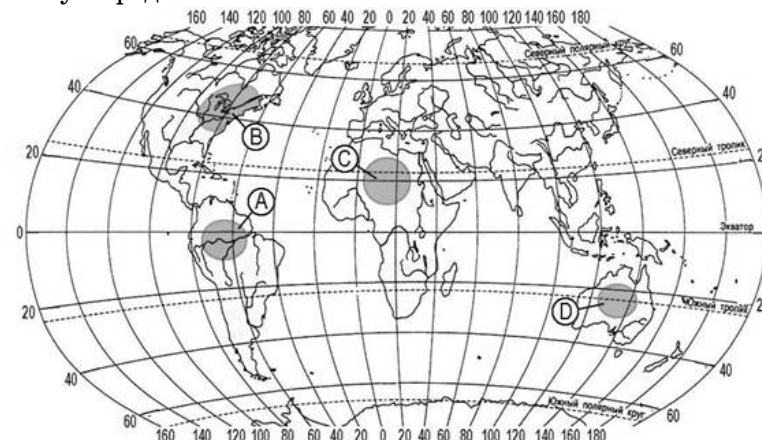 160 140 120 100 80 60 40 20 0 20 40 60 80 100 120 140 160 180
60 Северный полярный круг 60
40 40
B
20 C Северный тропик
A
0 Экватор
20 D Южный тропик 20
40 40
60 Южный полярный круг 60
160 140 120 100 80 60 40 20 0 20 40 60 80 100 120 140 160 180